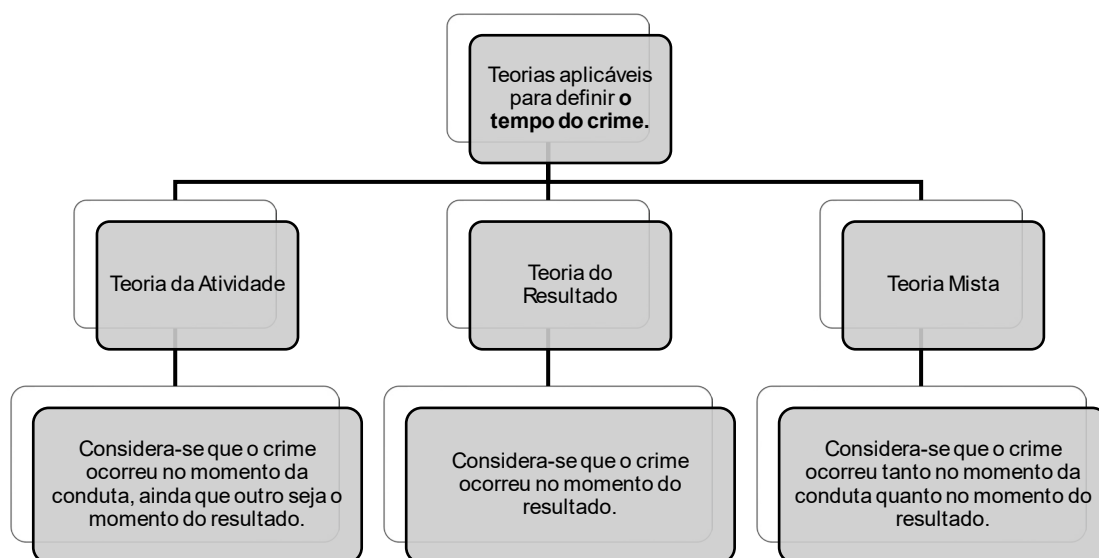 Teorias aplicáveis
para definir o
tempo do crime.
Teoria da Atividade
Teoria do
Resultado
Teoria Mista
Considera-se que o crime
ocorreu no momento da
conduta, ainda que outro seja o
momento do resultado.
Considera-se que o crime
ocorreu no momento do
resultado.
Considera-se que o crime
ocorreu tanto no momento da
conduta quanto no momento do
resultado.